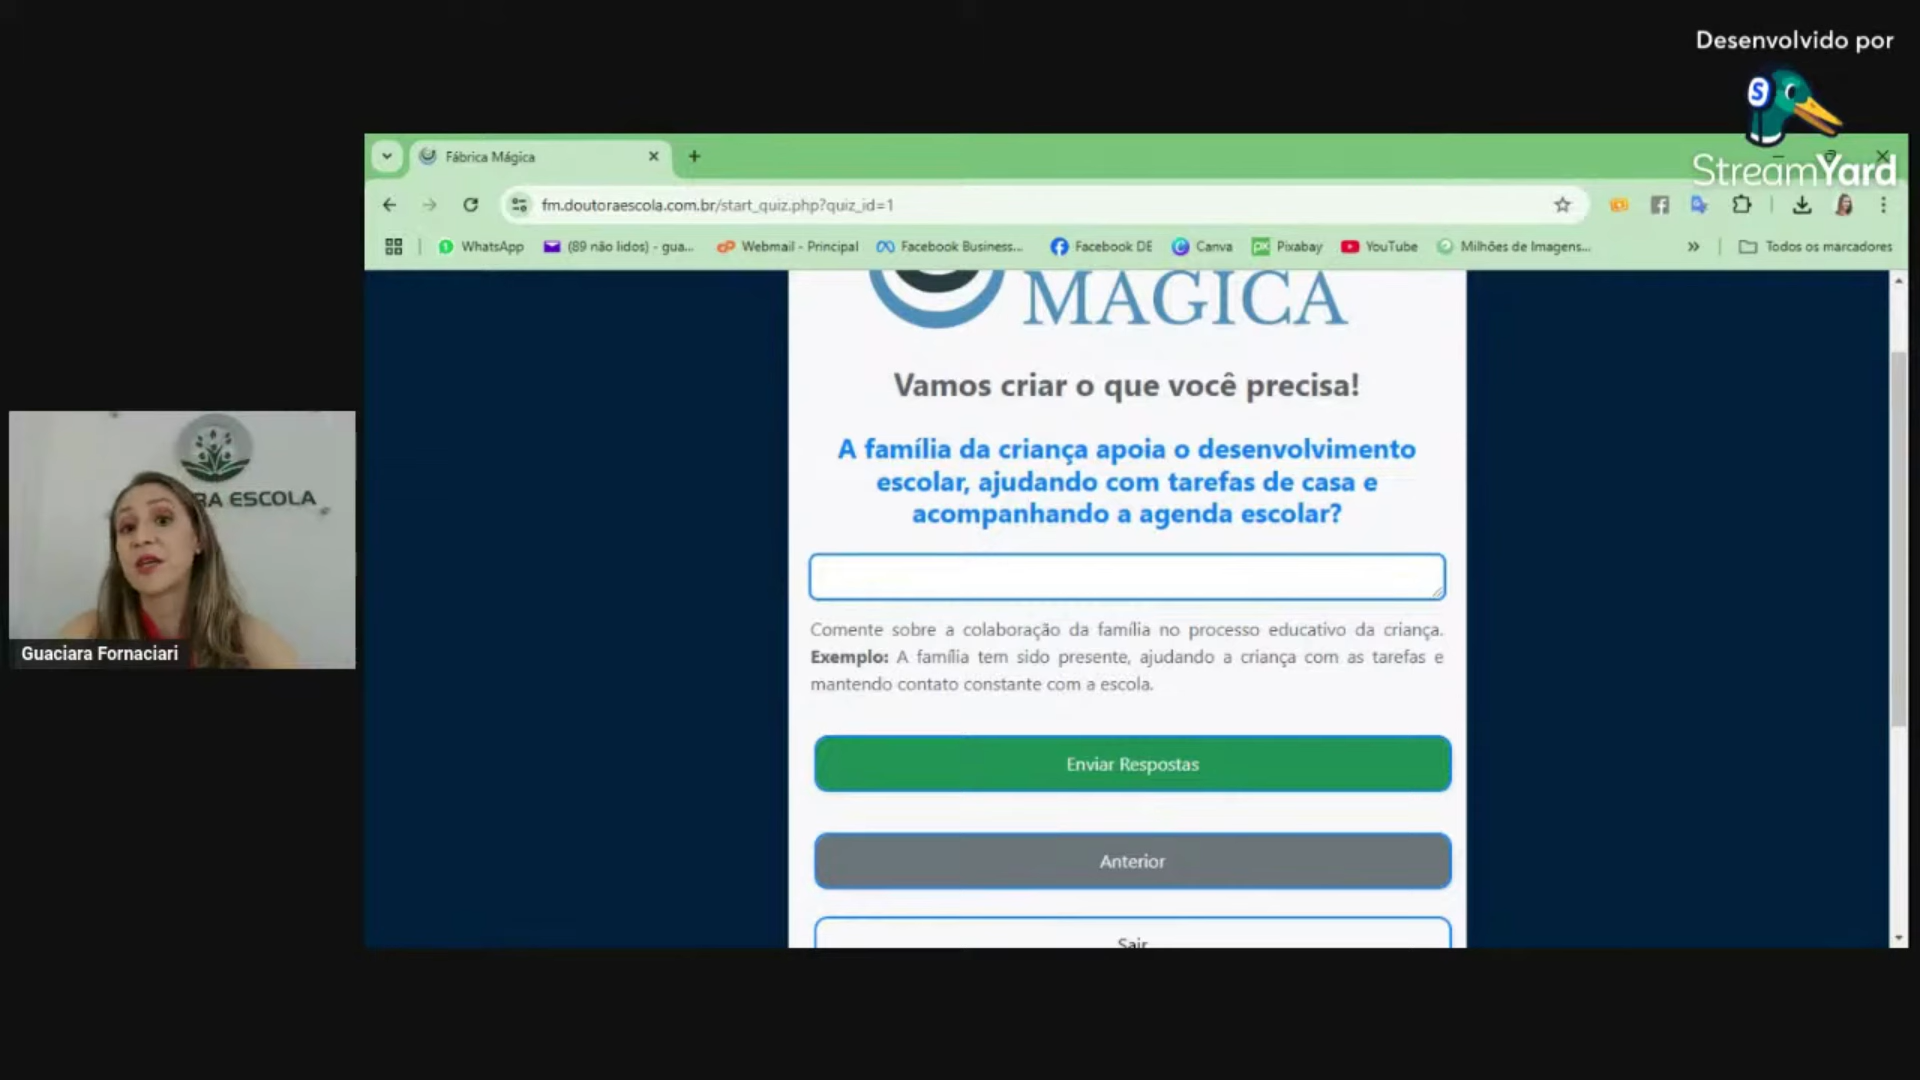 Desenvolvido por
StreamYard
Fábrica Mágica
fm.doutoraescola.com.br/start_quiz.php?quiz_id=1
WhatsApp
(89 não lidos) - gua...
Webmail - Principal
Facebook Business...
Facebook DE
Canva
Pixabay
YouTube
Milhões de Imagens...
»
Todos os marcadores
MÁGICA
Vamos criar o que você precisa!
A família da criança apoia o desenvolvimento
escolar, ajudando com tarefas de casa e
acompanhando a agenda escolar?
RA ESCOLA
Guaciara Fornaciari
Comente sobre a colaboração da família no processo educativo da criança.
Exemplo: A família tem sido presente, ajudando a criança com as tarefas e
mantendo contato constante com a escola.
Enviar Respostas
Anterior
Sair